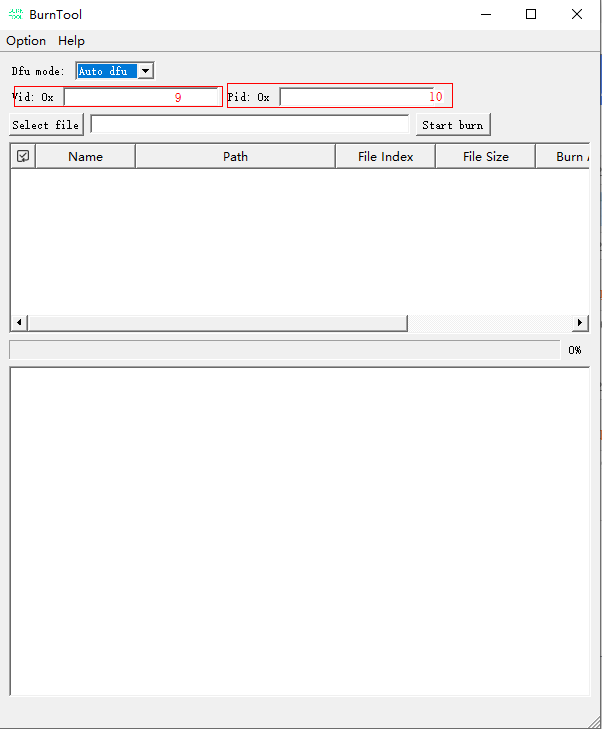 BurnTool
Option Help
Dfu mode: Auto dfu
Vid: 0x 9 Pid: 0x 10
Select file Start burn
Name Path File Index File Size Burn
0%